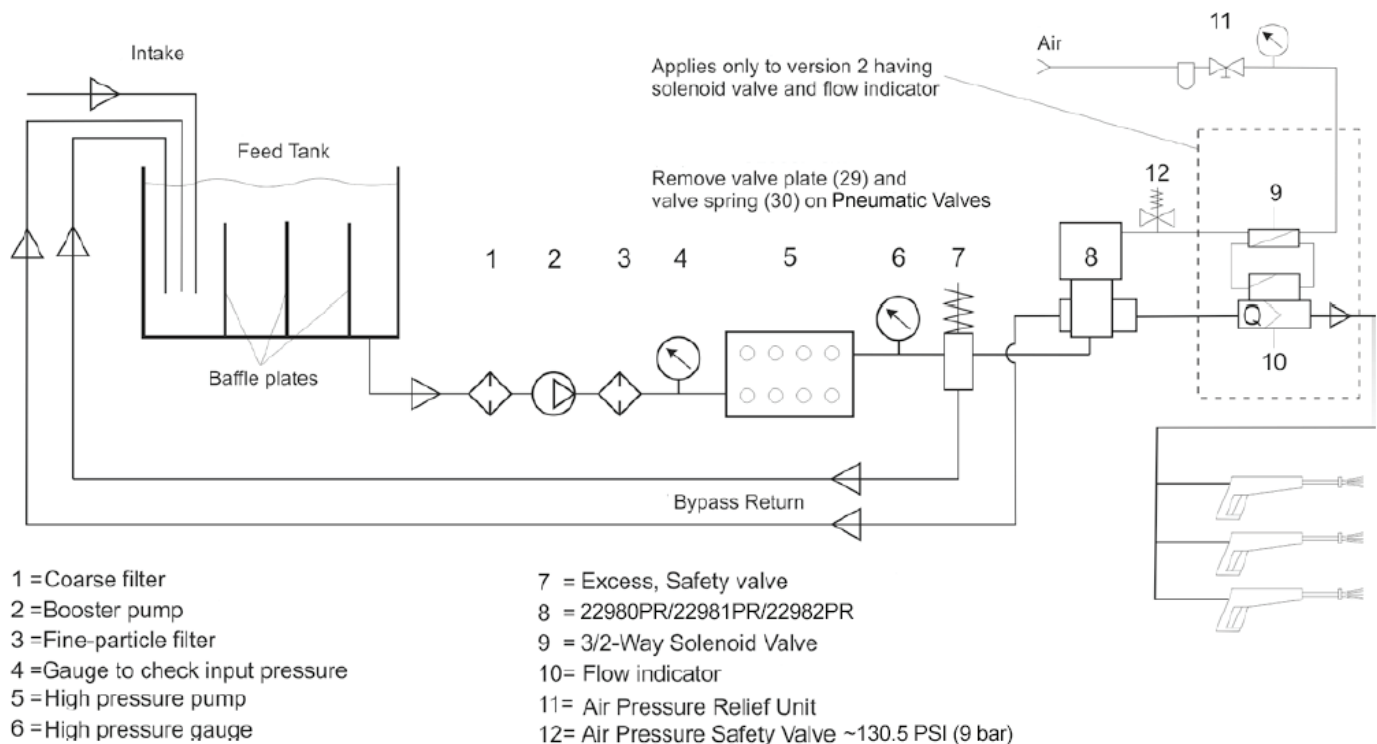 11
Intake
Air
Applies only to version 2 having
solenoid valve and flow indicator
Feed Tank
12
9
Remove valve plate (29) and
valve spring (30) on Pneumatic Valves
1
2
3
4
5
6
7
8
Q
10
Baffle plates
Bypass Return
1 =Coarse filter
2 =Booster pump
3 =Fine-particle filter
4 =Gauge to check input pressure
5 =High pressure pump
6 =High pressure gauge
7 = Excess, Safety valve
8 = 22980PR/22981PR/22982PR
9 = 3/2-Way Solenoid Valve
10= Flow indicator
11= Air Pressure Relief Unit
12= Air Pressure Safety Valve ~130.5 PSI (9 bar)